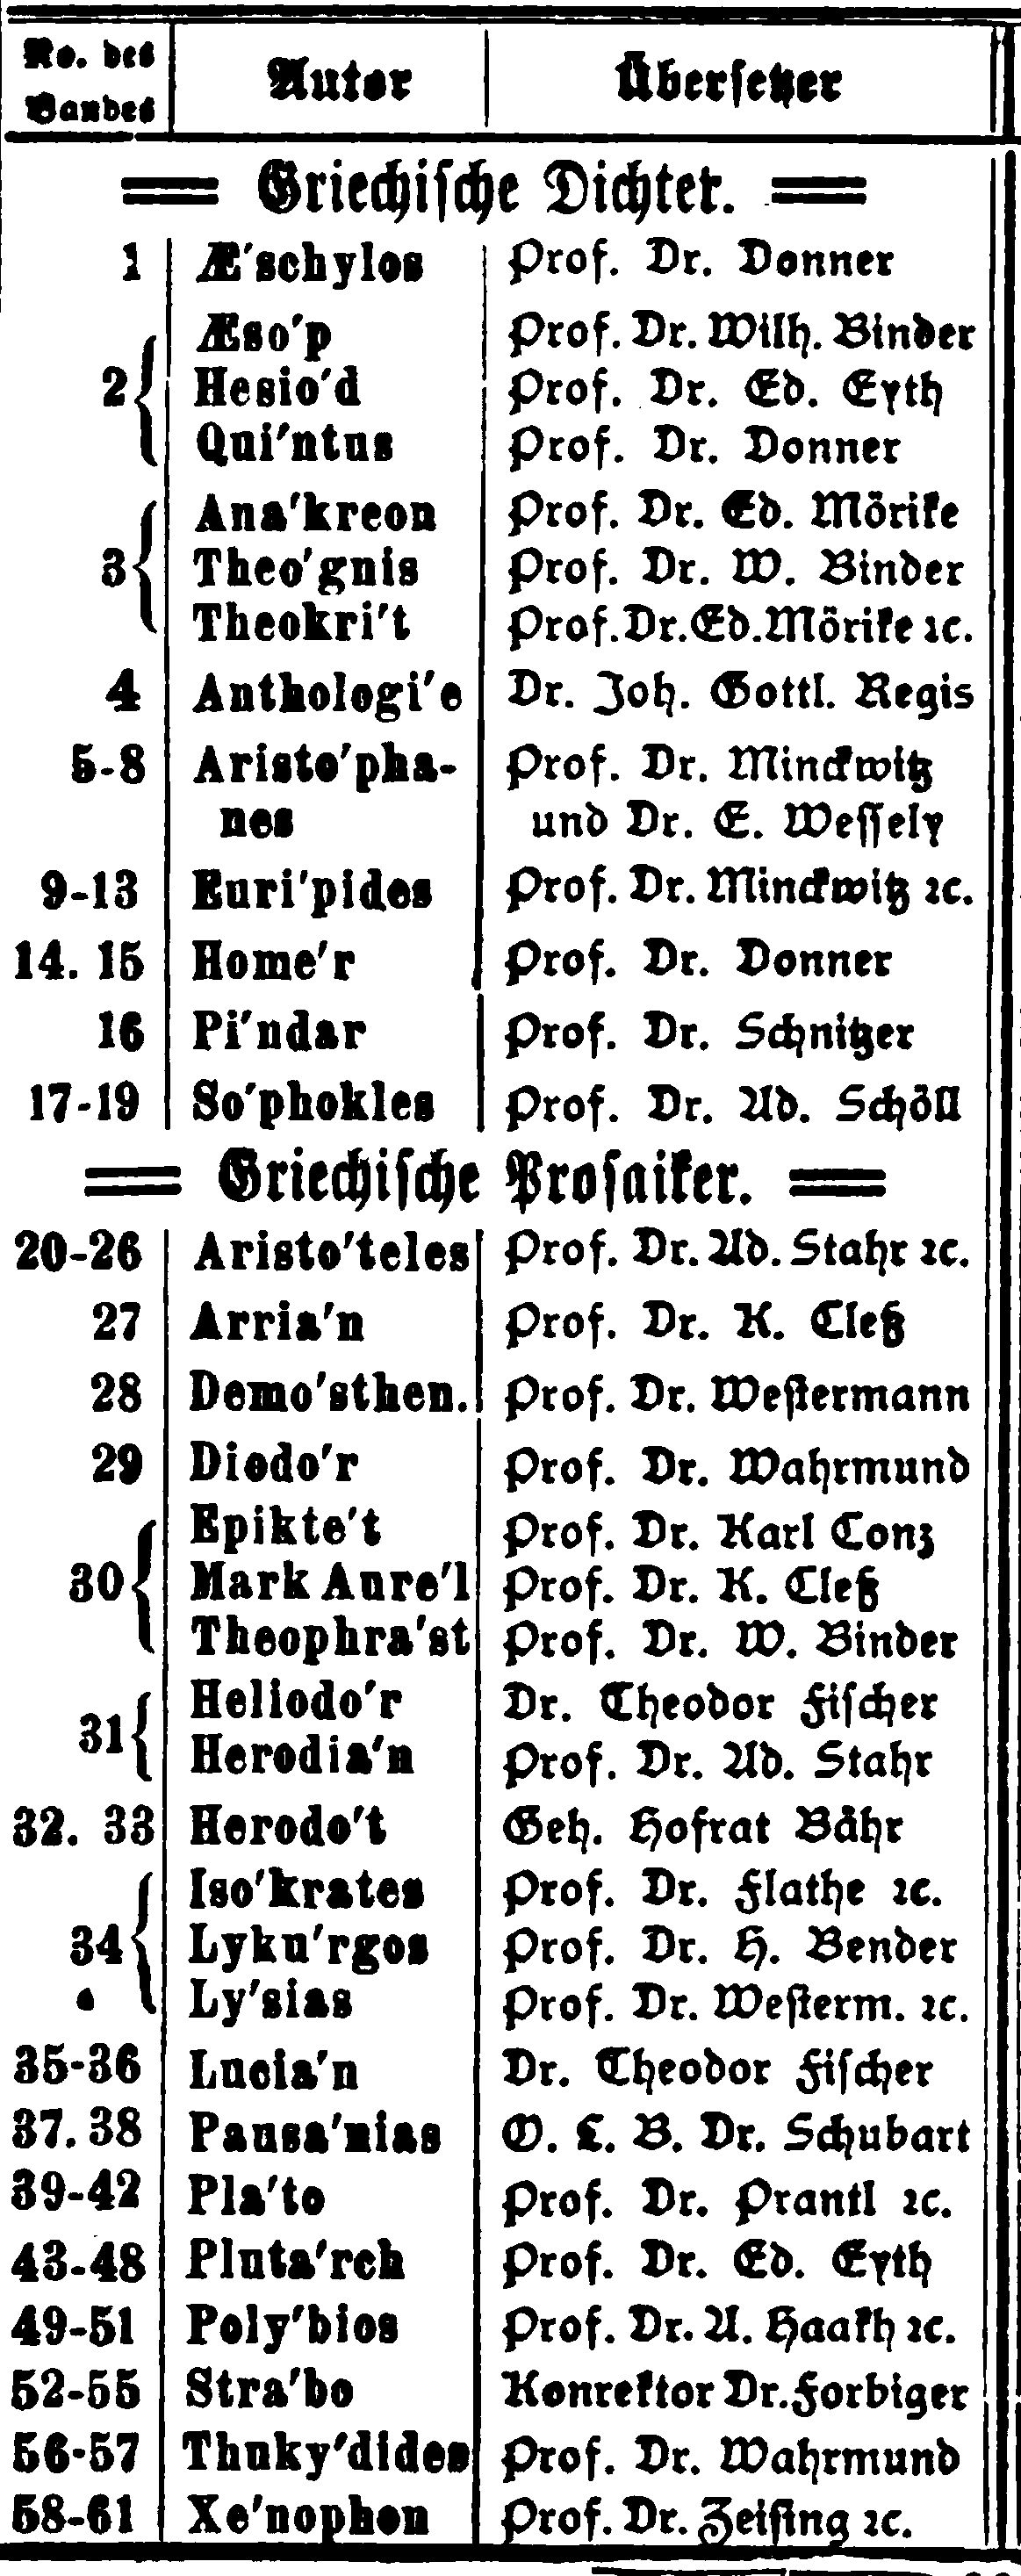 No. des Bandes | Autor | Übersetzer
Griechische Dichter.
1 Æ'schylos Prof. Dr. Donner
Æso'p Prof. Dr. Wilh. Binder
2 Hesio'd Prof. Dr. Ed. Eyth
Qui'ntus Prof. Dr. Donner
Ana'kreon Prof. Dr. Ed. Mörike
3 Theo'gnis Prof. Dr. W. Binder
Theokri't Prof. Dr. Ed. Mörike ꝛc.
4 Anthologi'e Dr. Joh. Gottl. Regis
5-8 Aristo'pha- Prof. Dr. Minckwitz
nes und Dr. E. Wessely
9-13 Euri'pides Prof. Dr. Minckwitz ꝛc.
14. 15 Home'r Prof. Dr. Donner
16 Pi'ndar Prof. Dr. Schnitzer
17-19 So'phokles Prof. Dr. Ad. Schöll
Griechische Prosaiker.
20-26 Aristo'teles Prof. Dr. Ad. Stahr ꝛc.
27 Arria'n Prof. Dr. K. Cleß
28 Demo'sthen. Prof. Dr. Westermann
29 Diodo'r Prof. Dr. Wahrmund
Epikte't Prof. Dr. Karl Conz
30 Mark Aure'l Prof. Dr. K. Cleß
Theophra'st Prof. Dr. W. Binder
31 Heliodo'r Dr. Theodor Fischer
Herodia'n Prof. Dr. Ad. Stahr
32. 33 Herodo't Geh. Hofrat Bähr
Iso'krates Prof. Dr. Flathe ꝛc.
34 Lyku'rgos Prof. Dr. H. Bender
Ly'sias Prof. Dr. Westerm. ꝛc.
35-36 Lucia'n Dr. Theodor Fischer
37. 38 Pausa'nias O. L. B. Dr. Schubart
39-42 Pla'to Prof. Dr. Prantl ꝛc.
43-48 Pluta'rch Prof. Dr. Ed. Eyth
49-51 Poly'bios Prof. Dr. A. Haakh ꝛc.
52-55 Stra'bo Konrektor Dr. Forbiger
56-57 Thuky'dides Prof. Dr. Wahrmund
58-61 Xe'nophon Prof. Dr. Zeising ꝛc.